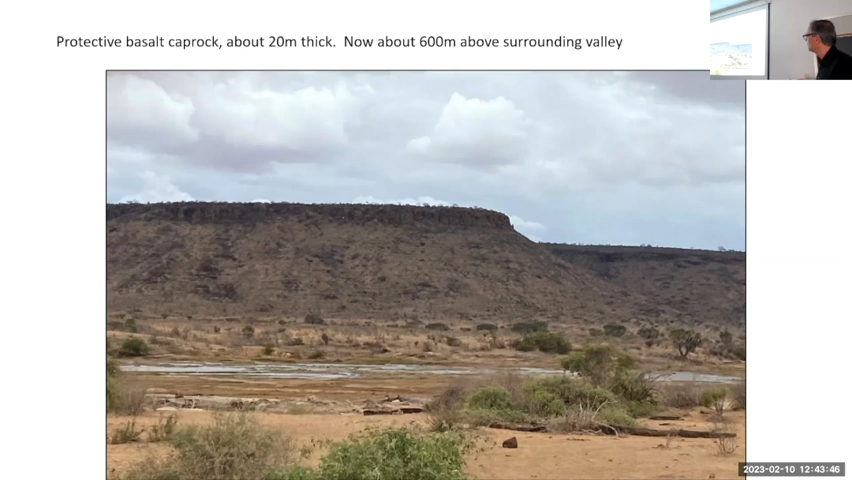 Protective basalt caprock, about 20m thick.  Now about 600m above surrounding valley
2023-02-10 12:43:46